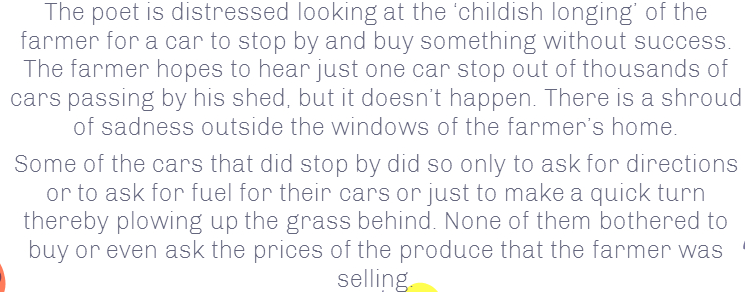 The poet is distressed looking at the ‘childish longing’ of the
farmer for a car to stop by and buy something without success.
The farmer hopes to hear just one car stop out of thousands of
cars passing by his shed, but it doesn’t happen. There is a shroud
of sadness outside the windows of the farmer’s home.
Some of the cars that did stop by did so only to ask for directions
or to ask for fuel for their cars or just to make a quick turn
thereby plowing up the grass behind. None of them bothered to
buy or even ask the prices of the produce that the farmer was
selling.